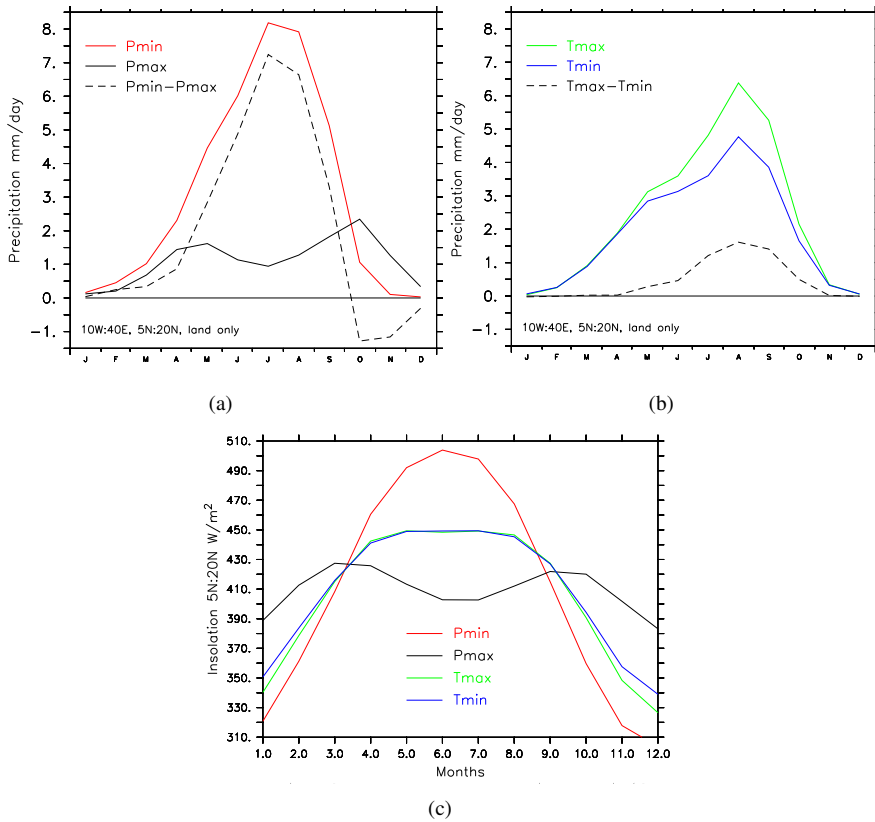 8.
7.
6.
5.
4.
3.
2.
1.
0.
−1.
Precipitation mm/day
Pmin
Pmax
Pmin−Pmax
10W:40E, 5N:20N, land only
J F M A M J J A S O N D
(a)
8.
7.
6.
5.
4.
3.
2.
1.
0.
−1.
Precipitation mm/day
Tmax
Tmin
Tmax−Tmin
10W:40E, 5N:20N, land only
J F M A M J J A S O N D
(b)
510.
490.
470.
450.
430.
410.
390.
370.
350.
330.
310.
Insolation 5N:20N W/m²
Pmin
Pmax
Tmax
Tmin
1.0 2.0 3.0 4.0 5.0 6.0 7.0 8.0 9.0 10.0 11.0 12.0
Months
(c)